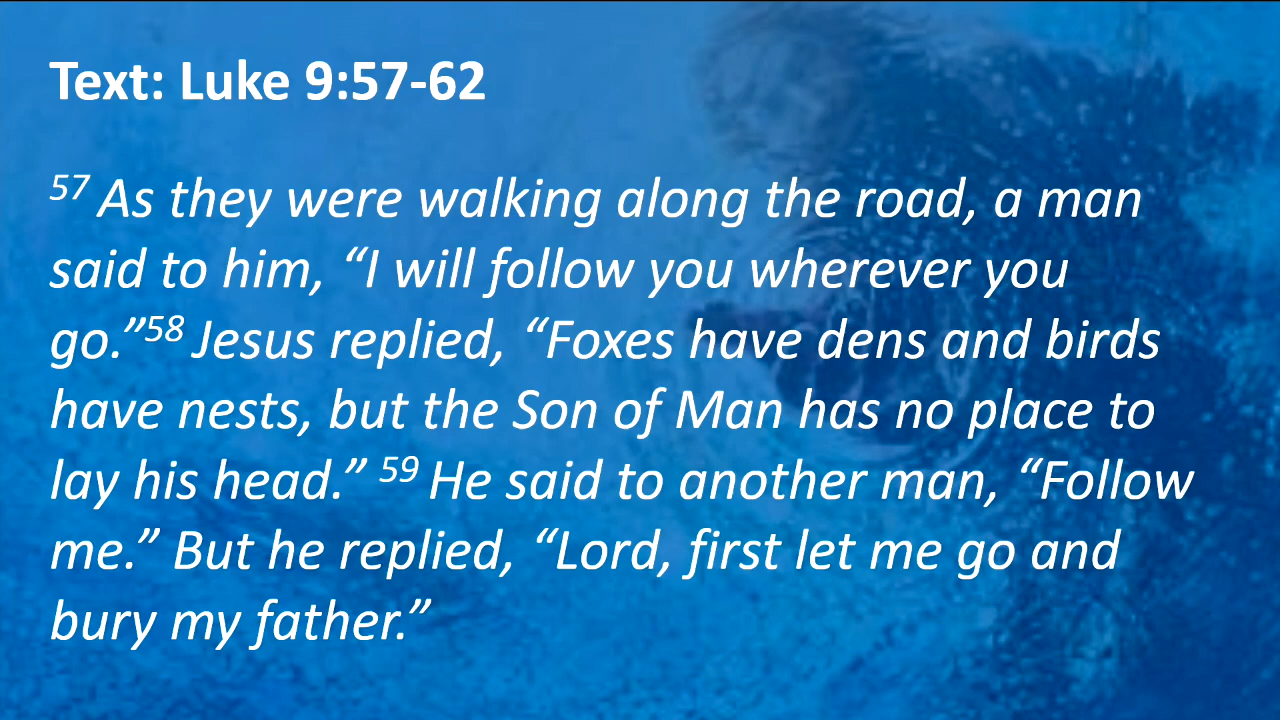 Text: Luke 9:57-62
57 As they were walking along the road, a man
said to him, “I will follow you wherever you
go.”58 Jesus replied, “Foxes have dens and birds
have nests, but the Son of Man has no place to
lay his head.” 59 He said to another man, “Follow
me.” But he replied, “Lord, first let me go and
bury my father.”